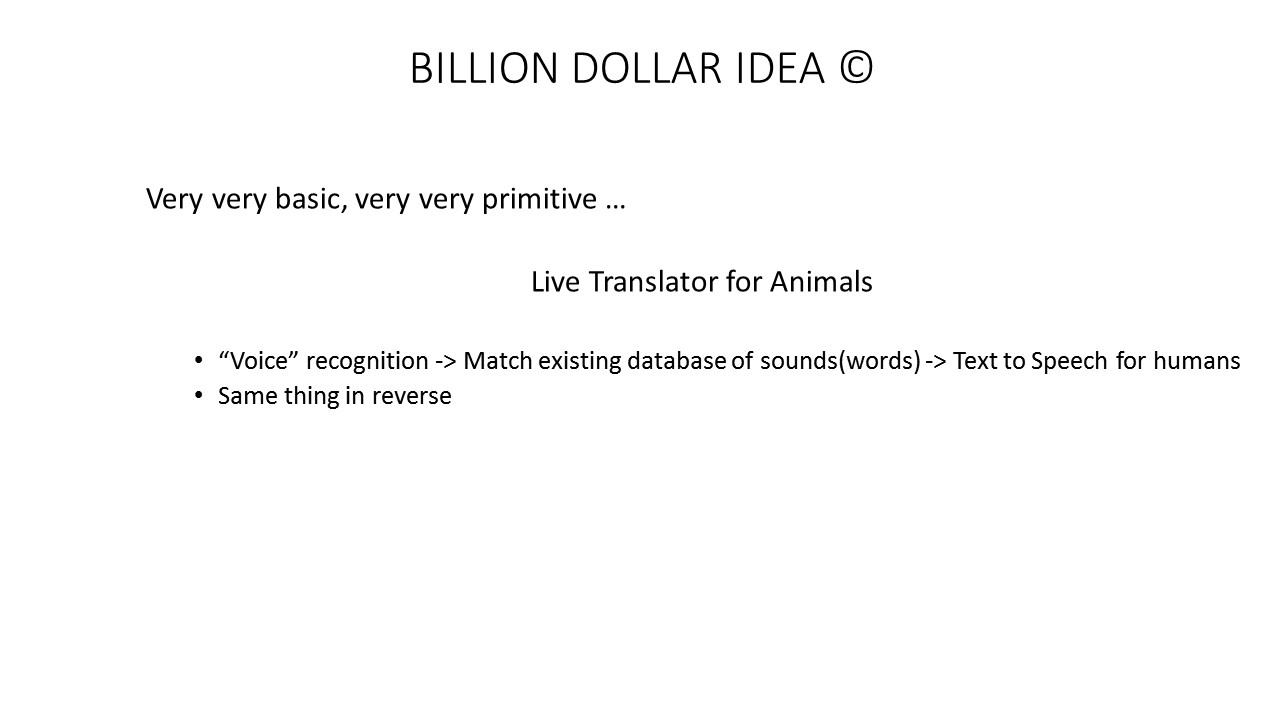 BILLION DOLLAR IDEA ©
Very very basic, very very primitive …
Live Translator for Animals
• “Voice” recognition -> Match existing database of sounds(words) -> Text to Speech for humans
• Same thing in reverse